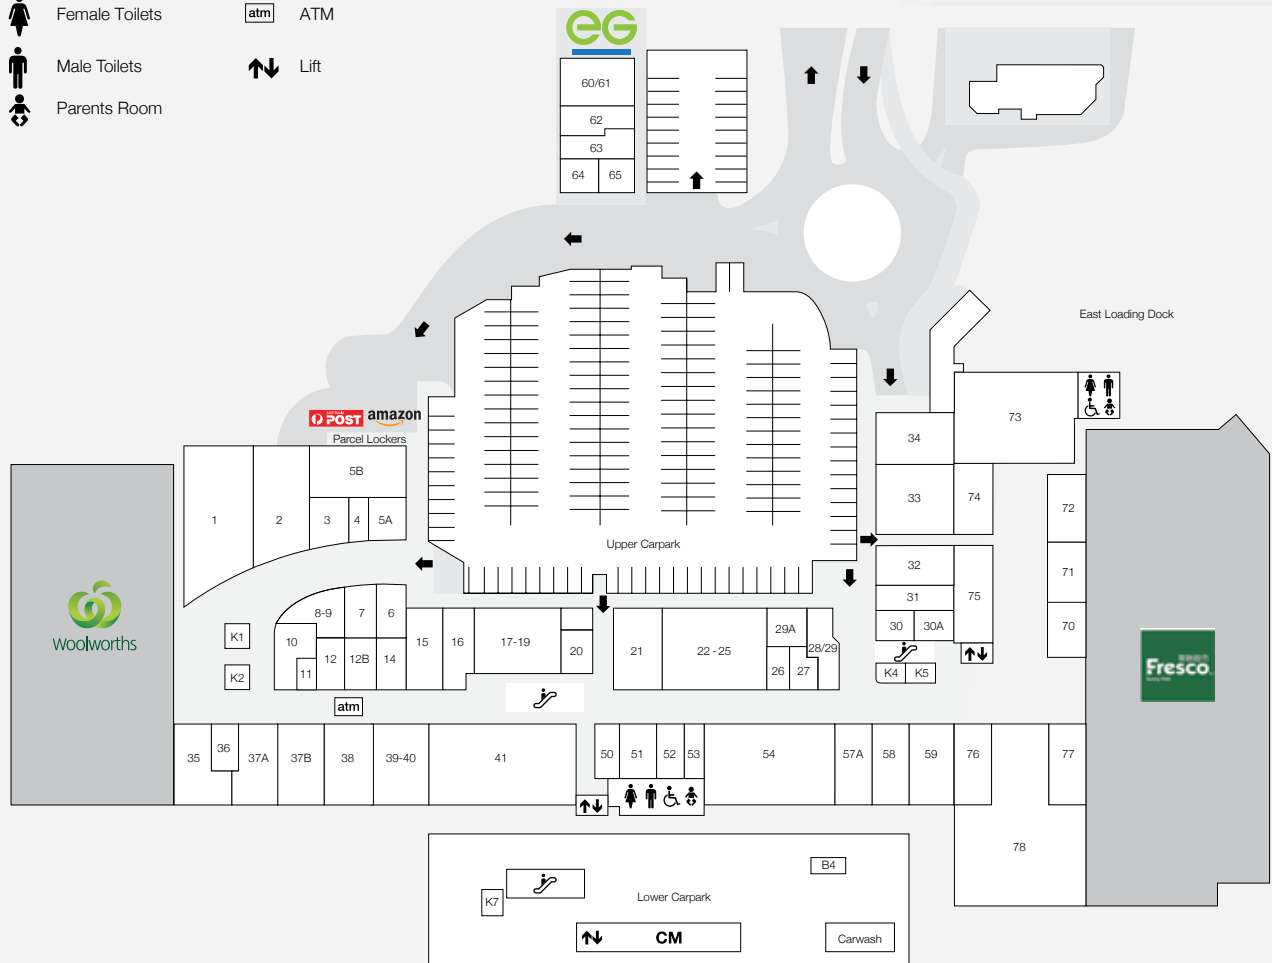 Female Toilets
atm ATM
Male Toilets
Lift
Parents Room
eG
60/61
62
63
64 65
East Loading Dock
POST amazon
Parcel Lockers
Upper Carpark
1 2 3 4 5A
5B
34
33
73
74
72
71
70
32
31
75
30 30A
K4 K5
Woolworths
K1
K2
8-9 7 6
10
11
12 12B 14
15 16 17-19
20
21 22 - 25
29A
28/29
26 27
Fresco
atm
35 36 37A 37B 38 39-40 41
50 51 52 53 54 57A 58 59 76 77
78
B4
K7
Lower Carpark
CM
Carwash